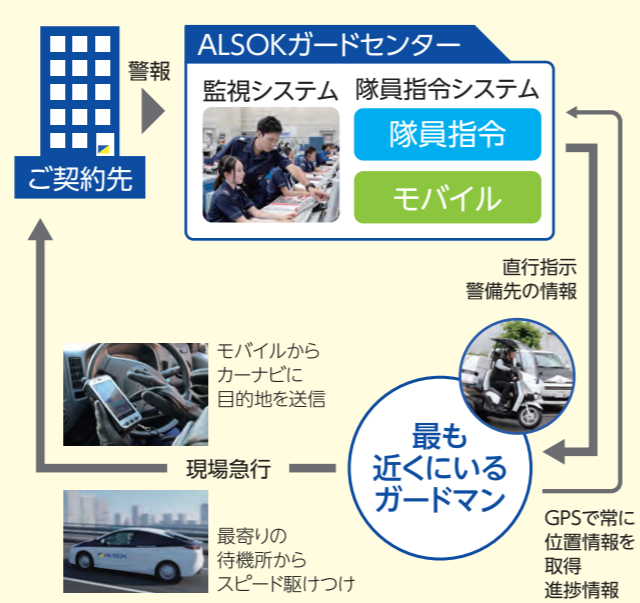 ALSOKガードセンター
警報
監視システム
隊員指令システム
隊員指令
モバイル
ご契約先
直行指示
警備先の情報
モバイルから
カーナビに
目的地を送信
最も
近くにいる
ガードマン
現場急行
GPSで常に
位置情報を
取得
進捗情報
最寄りの
待機所から
スピード駆けつけ
ALSOK